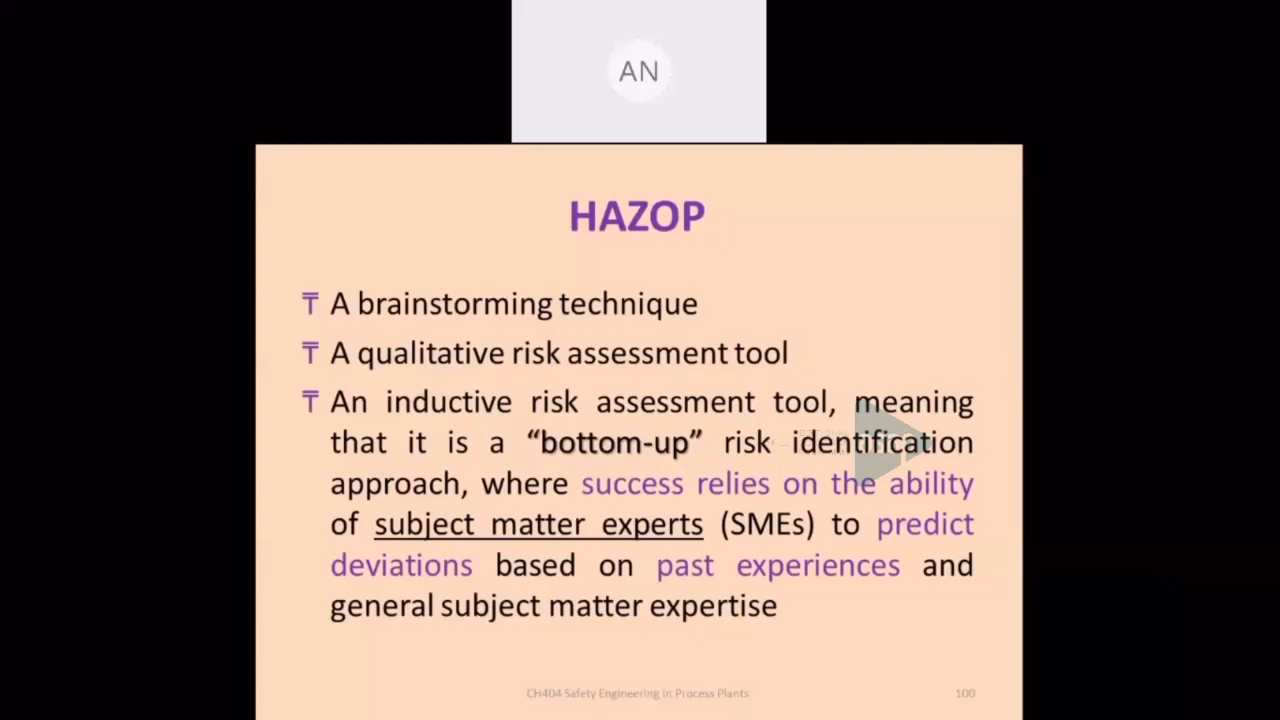 AN
HAZOP
A brainstorming technique
A qualitative risk assessment tool
An inductive risk assessment tool, meaning
that it is a “bottom-up” risk identification
approach, where success relies on the ability
of subject matter experts (SMEs) to predict
deviations based on past experiences and
general subject matter expertise
CH404 Safety Engineering in Process Plants
100